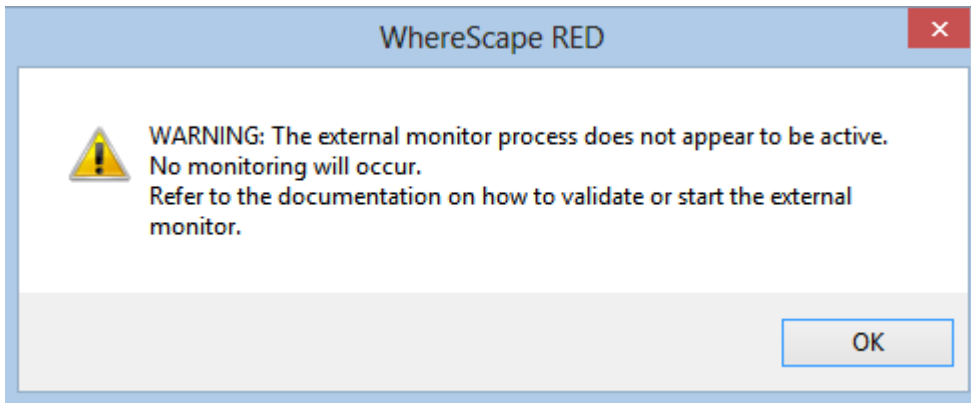 WhereScape RED
WARNING: The external monitor process does not appear to be active.
No monitoring will occur.
Refer to the documentation on how to validate or start the external
monitor.
OK